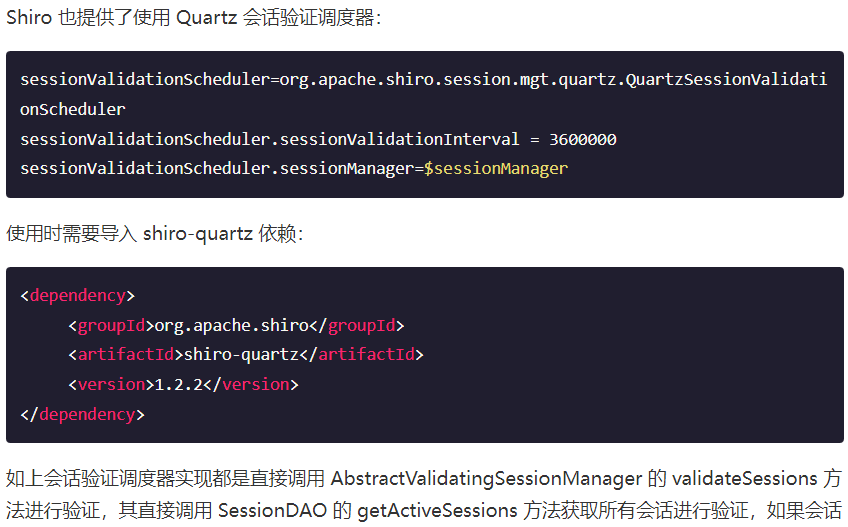 Shiro 也提供了使用 Quartz 会话验证调度器：
sessionValidationScheduler=org.apache.shiro.session.mgt.quartz.QuartzSessionValidati
onScheduler
sessionValidationScheduler.sessionValidationInterval = 3600000
sessionValidationScheduler.sessionManager=$sessionManager
使用时需要导入 shiro-quartz 依赖：
<dependency>
     <groupId>org.apache.shiro</groupId>
     <artifactId>shiro-quartz</artifactId>
     <version>1.2.2</version>
</dependency>
如上会话验证调度器实现都是直接调用 AbstractValidatingSessionManager 的 validateSessions 方
法进行验证，其直接调用 SessionDAO 的 getActiveSessions 方法获取所有会话进行验证，如果会话